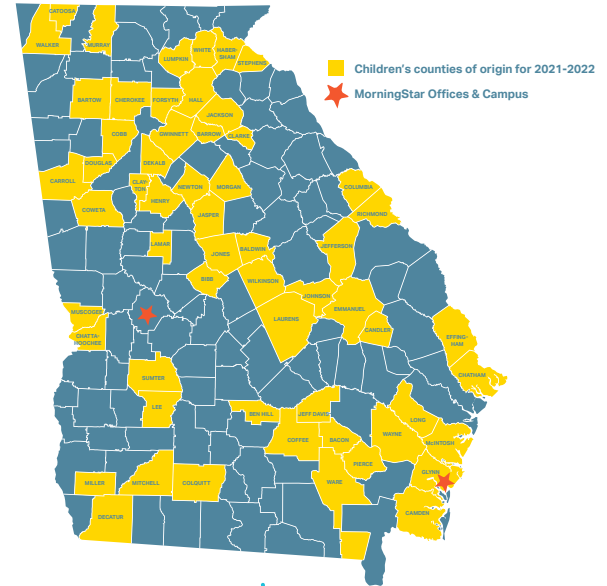 CATOOSA
WALKER
MURRAY
LUMPKIN
WHITE
HABER-
SHAM
STEPHENS
Children's counties of origin for 2021-2022
MorningStar Offices & Campus
BARTOW
CHEROKEE
FORSYTH
HALL
JACKSON
COBB
GWINNETT
BARROW
CLARKE
DOUGLAS
DEKALB
CARROLL
CLAY-
TON
NEWTON
MORGAN
HENRY
COLUMBIA
COWETA
JASPER
RICHMOND
LAMAR
JONES
BALDWIN
JEFFERSON
BIBB
WILKINSON
JOHNSON
MUSCOGEE
LAURENS
EMMANUEL
CHATTA-
HOOCHEE
CANDLER
EFFING-
HAM
SUMTER
CHATHAM
LEE
BEN HILL
JEFF DAVIS
LONG
COFFEE
BACON
WAYNE
McINTOSH
PIERCE
GLYNN
MILLER
MITCHELL
COLQUITT
WARE
DECATUR
CAMDEN